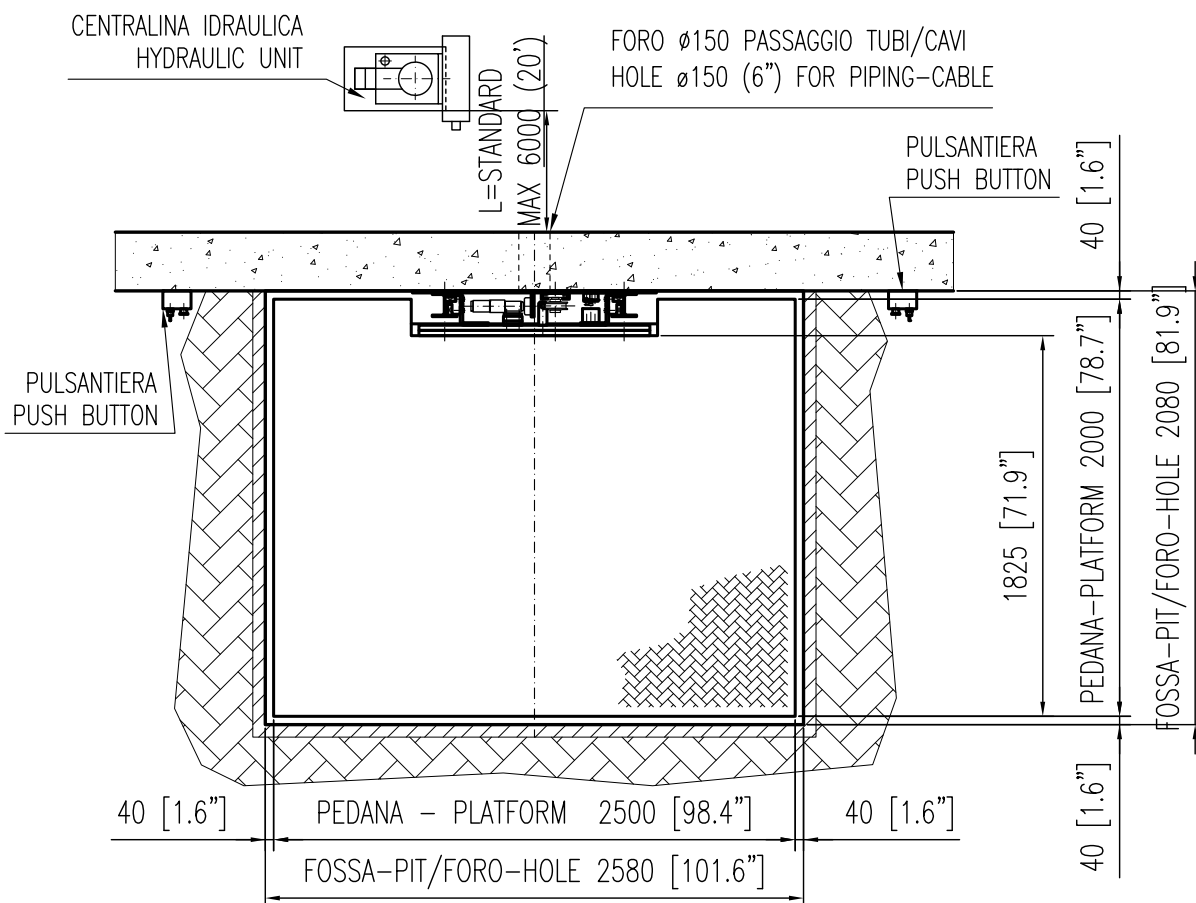 CENTRALINA IDRAULICA
HYDRAULIC UNIT
L=STANDARD
MAX 6000 (20')
FORO ø150 PASSAGGIO TUBI/CAVI
HOLE ø150 (6") FOR PIPING-CABLE
PULSANTIERA
PUSH BUTTON
40 [1.6"]
PULSANTIERA
PUSH BUTTON
1825 [71.9"]
PEDANA-PLATFORM 2000 [78.7"]
FOSSA-PIT/FORO-HOLE 2080 [81.9"]
40 [1.6"]
40 [1.6"]
PEDANA - PLATFORM 2500 [98.4"]
40 [1.6"]
FOSSA-PIT/FORO-HOLE 2580 [101.6"]